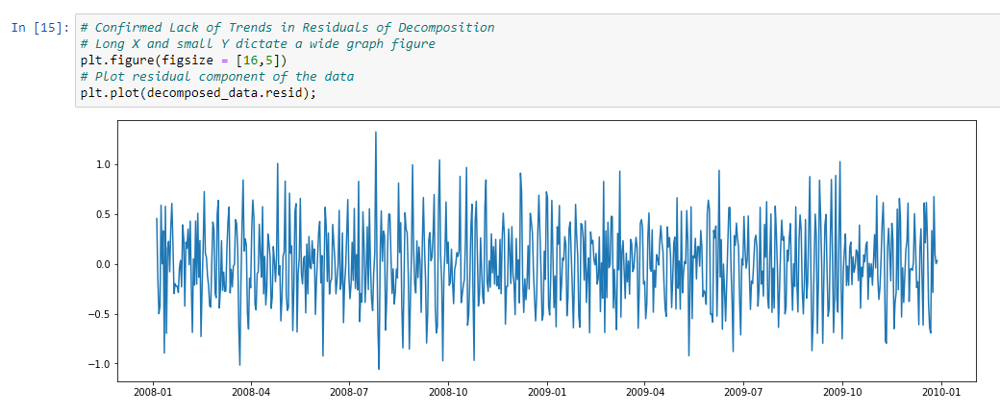 In [15]:
# Confirmed Lack of Trends in Residuals of Decomposition
# Long X and small Y dictate a wide graph figure
plt.figure(figsize = [16,5])
# Plot residual component of the data
plt.plot(decomposed_data.resid);
1.0
0.5
0.0
−0.5
−1.0
2008-01 2008-04 2008-07 2008-10 2009-01 2009-04 2009-07 2009-10 2010-01